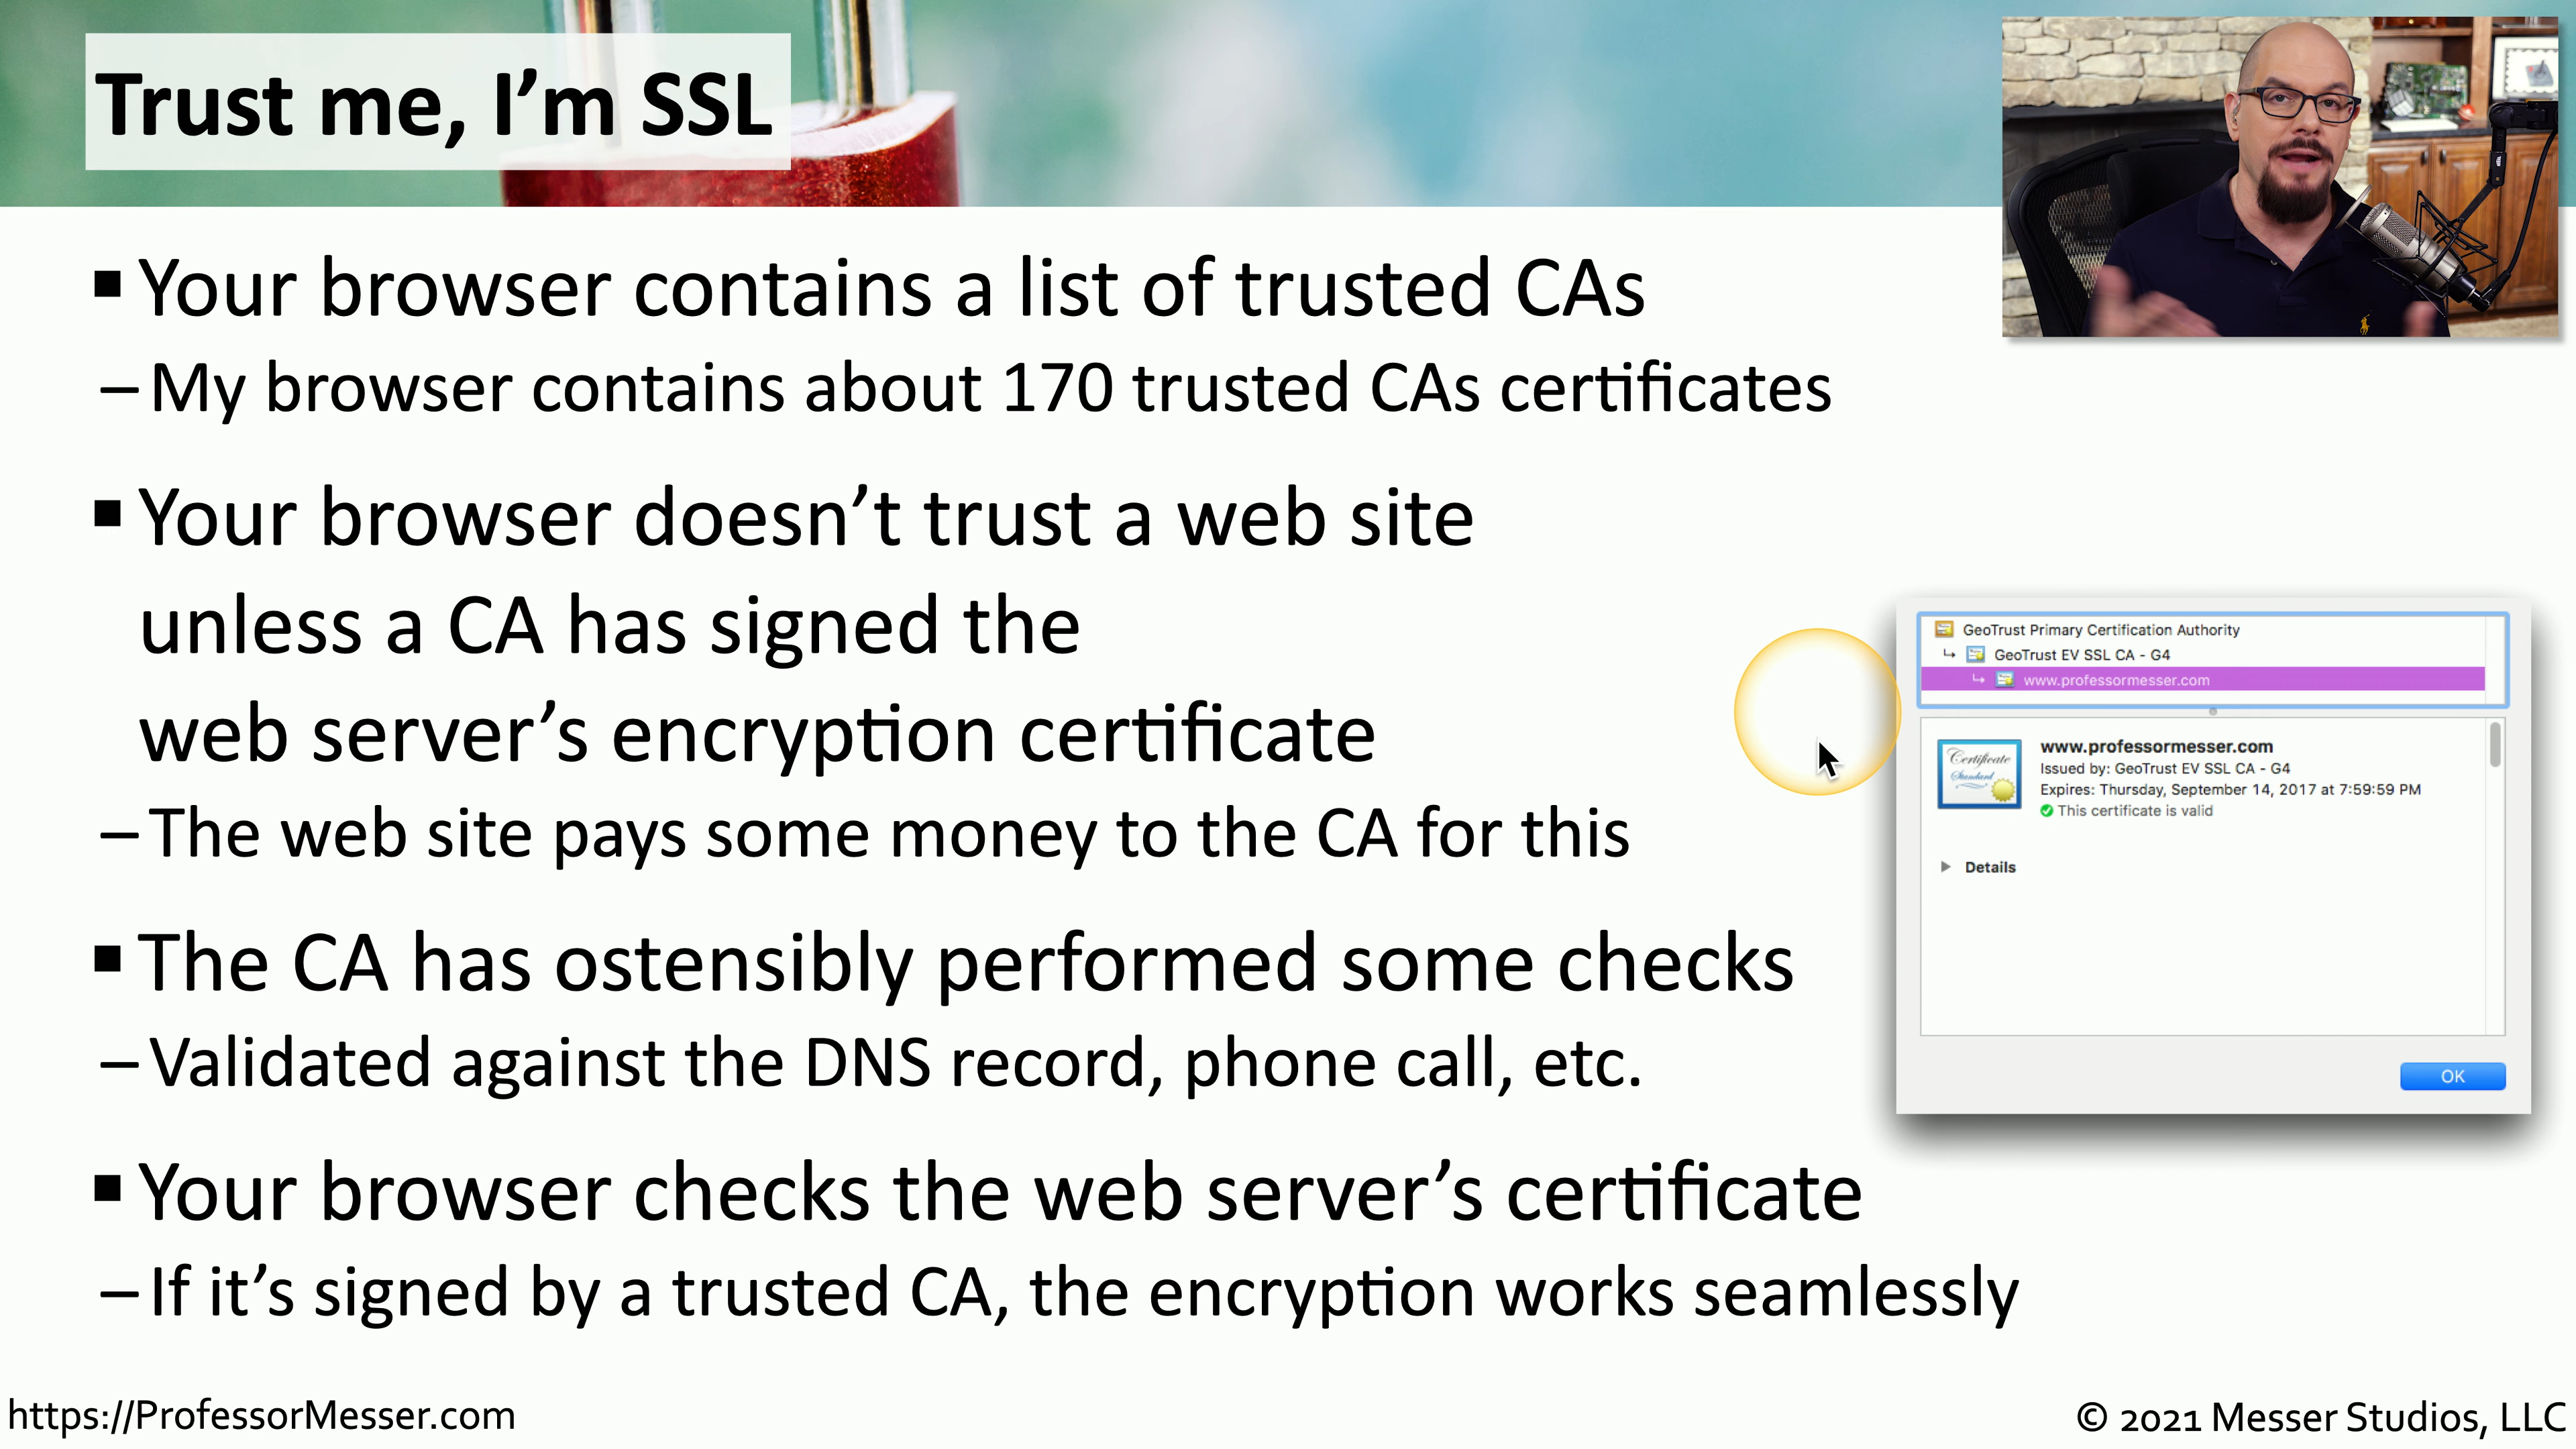 Trust me, I’m SSL
▪ Your browser contains a list of trusted CAs
– My browser contains about 170 trusted CAs certificates
▪ Your browser doesn’t trust a web site
unless a CA has signed the
web server’s encryption certificate
– The web site pays some money to the CA for this
▪ The CA has ostensibly performed some checks
– Validated against the DNS record, phone call, etc.
▪ Your browser checks the web server’s certificate
– If it’s signed by a trusted CA, the encryption works seamlessly
GeoTrust Primary Certification Authority
GeoTrust EV SSL CA - G4
www.professormesser.com
Certificate
Standard
www.professormesser.com
Issued by: GeoTrust EV SSL CA - G4
Expires: Thursday, September 14, 2017 at 7:59:59 PM
This certificate is valid
Details
OK
https://ProfessorMesser.com
© 2021 Messer Studios, LLC